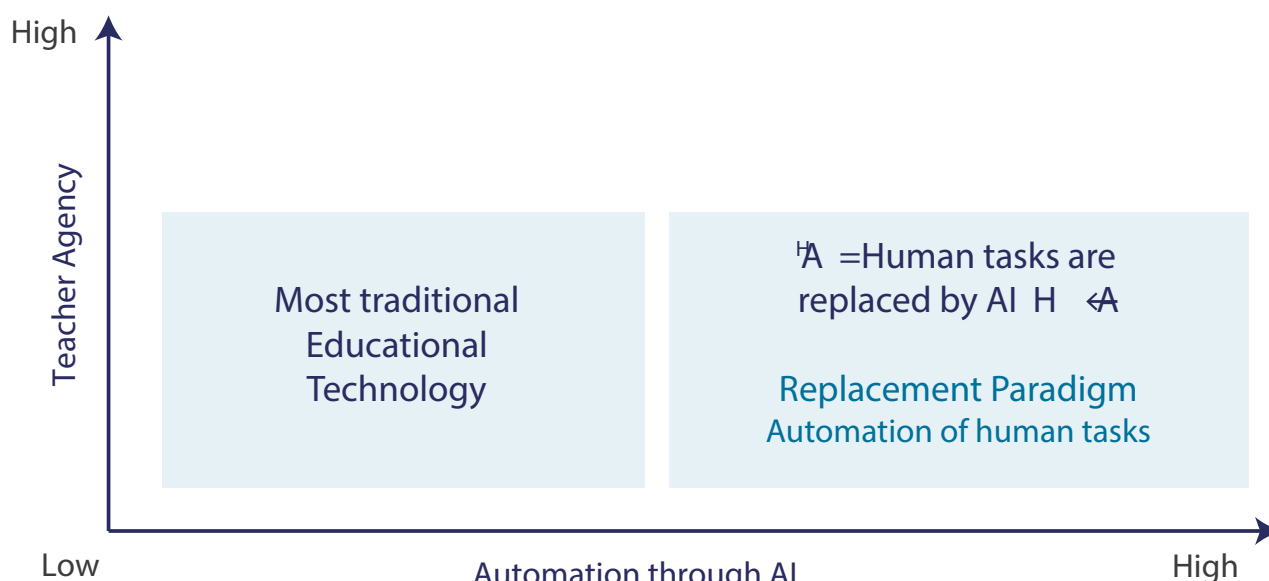 High
Teacher Agency
Most traditional
Educational
Technology
ᴴA =Human tasks are
replaced by AI H ←A
Replacement Paradigm
Automation of human tasks
Low
Automation through AI
High